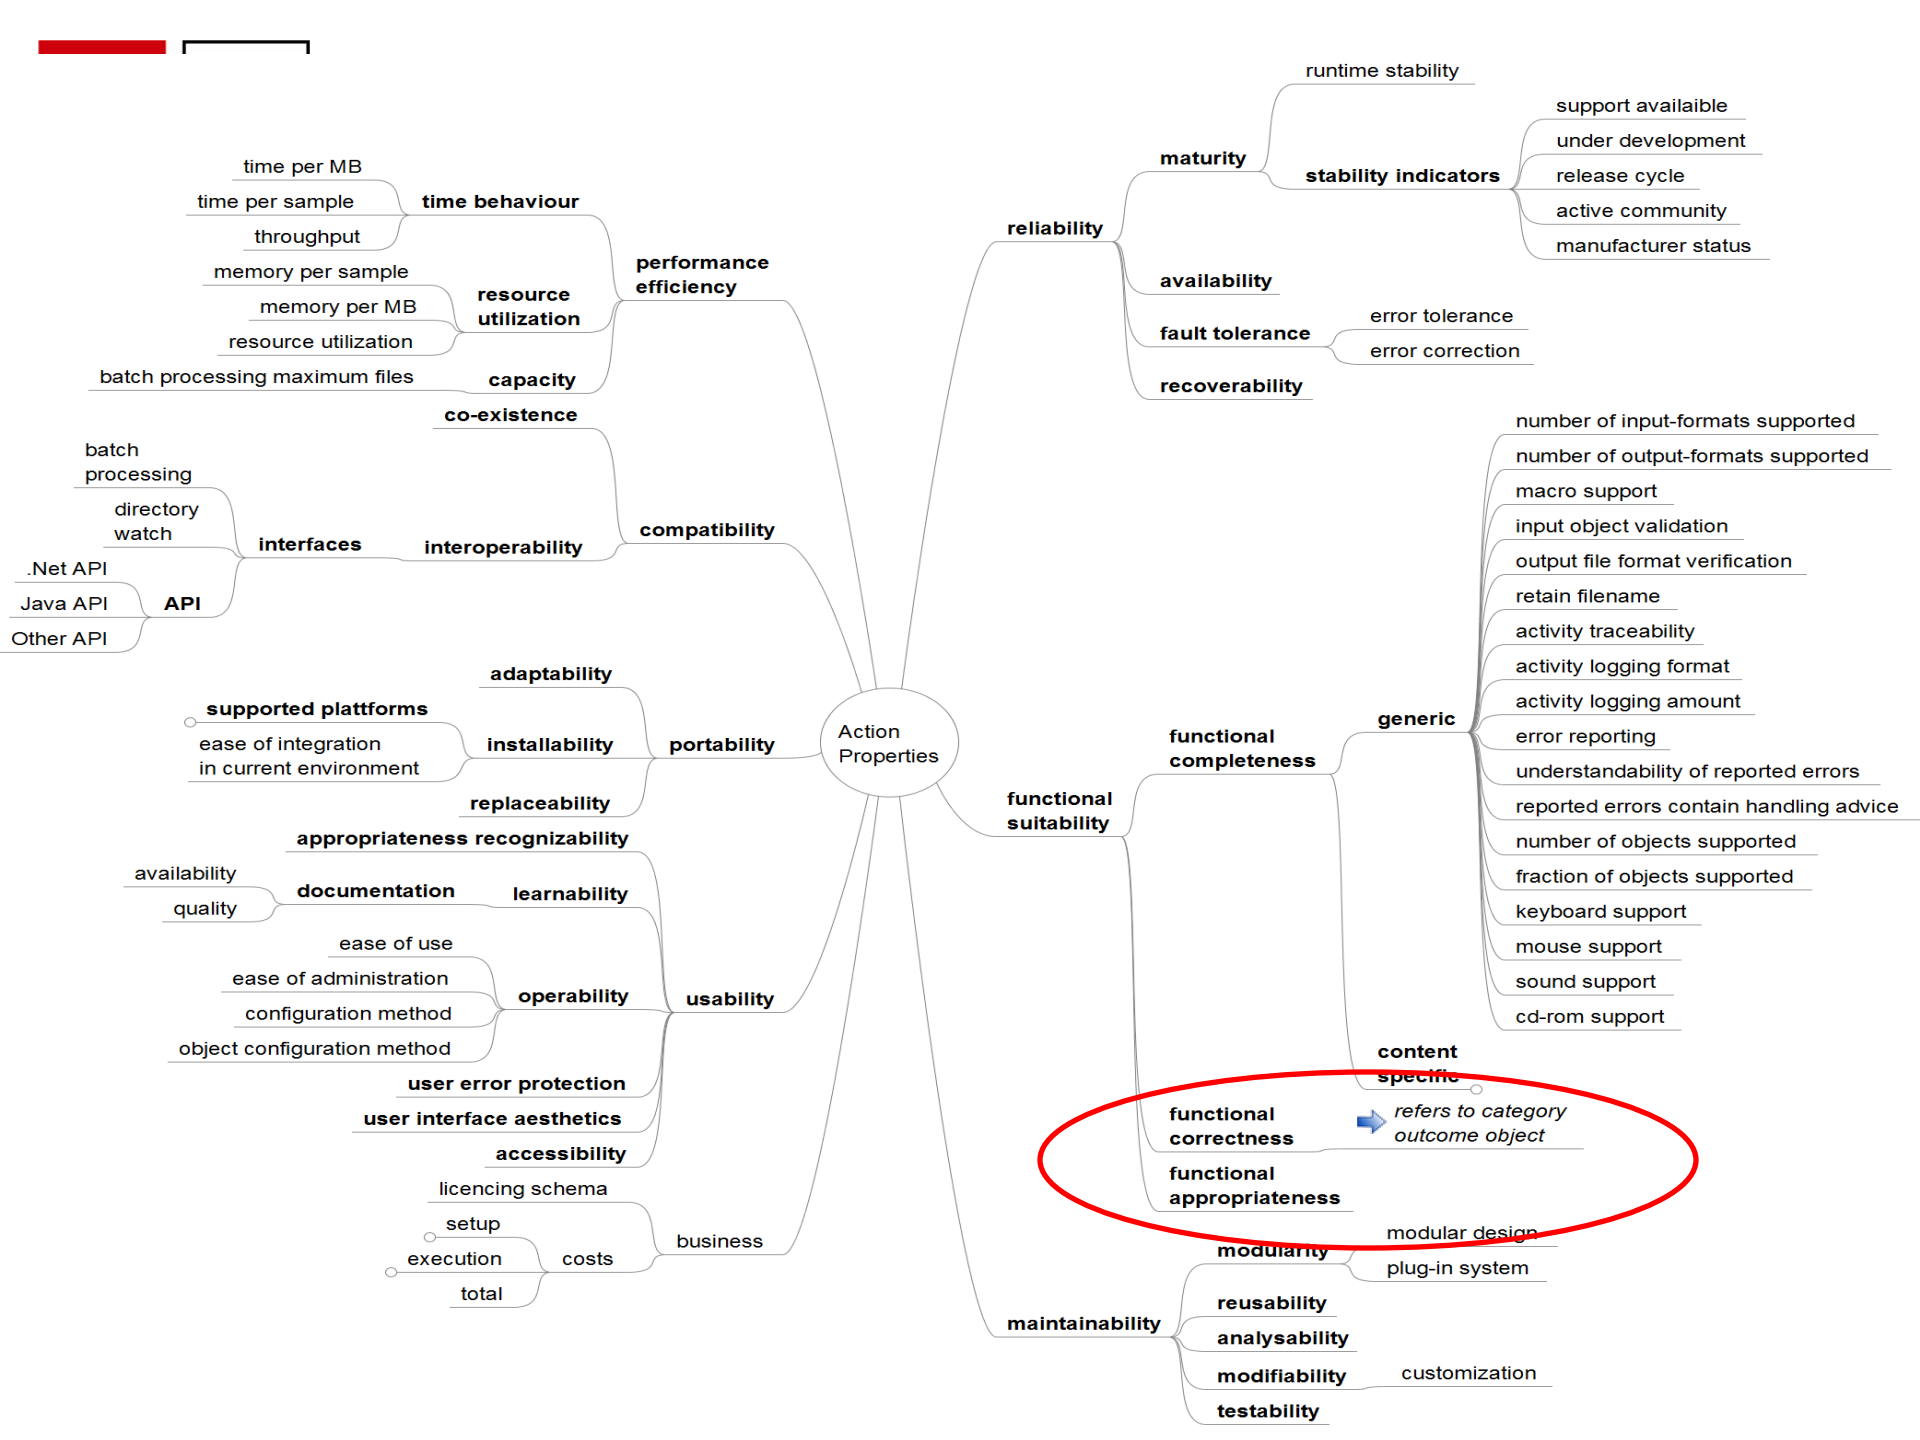 time per MB
time per sample
throughput
time behaviour
memory per sample
memory per MB
resource utilization
resource
utilization
batch processing maximum files
capacity
performance
efficiency
co-existence
batch
processing
directory
watch
.Net API
Java API
Other API
API
interfaces
interoperability
compatibility
adaptability
supported plattforms
ease of integration
in current environment
installability
replaceability
portability
appropriateness recognizability
availability
quality
documentation
learnability
ease of use
ease of administration
configuration method
object configuration method
operability
user error protection
user interface aesthetics
accessibility
usability
licencing schema
setup
execution
total
costs
business
Action
Properties
reliability
maturity
runtime stability
stability indicators
support availaible
under development
release cycle
active community
manufacturer status
availability
fault tolerance
error tolerance
error correction
recoverability
functional
suitability
functional
completeness
generic
number of input-formats supported
number of output-formats supported
macro support
input object validation
output file format verification
retain filename
activity traceability
activity logging format
activity logging amount
error reporting
understandability of reported errors
reported errors contain handling advice
number of objects supported
fraction of objects supported
keyboard support
mouse support
sound support
cd-rom support
content
specific
functional
correctness
refers to category
outcome object
functional
appropriateness
maintainability
modularity
modular design
plug-in system
reusability
analysability
modifiability
customization
testability